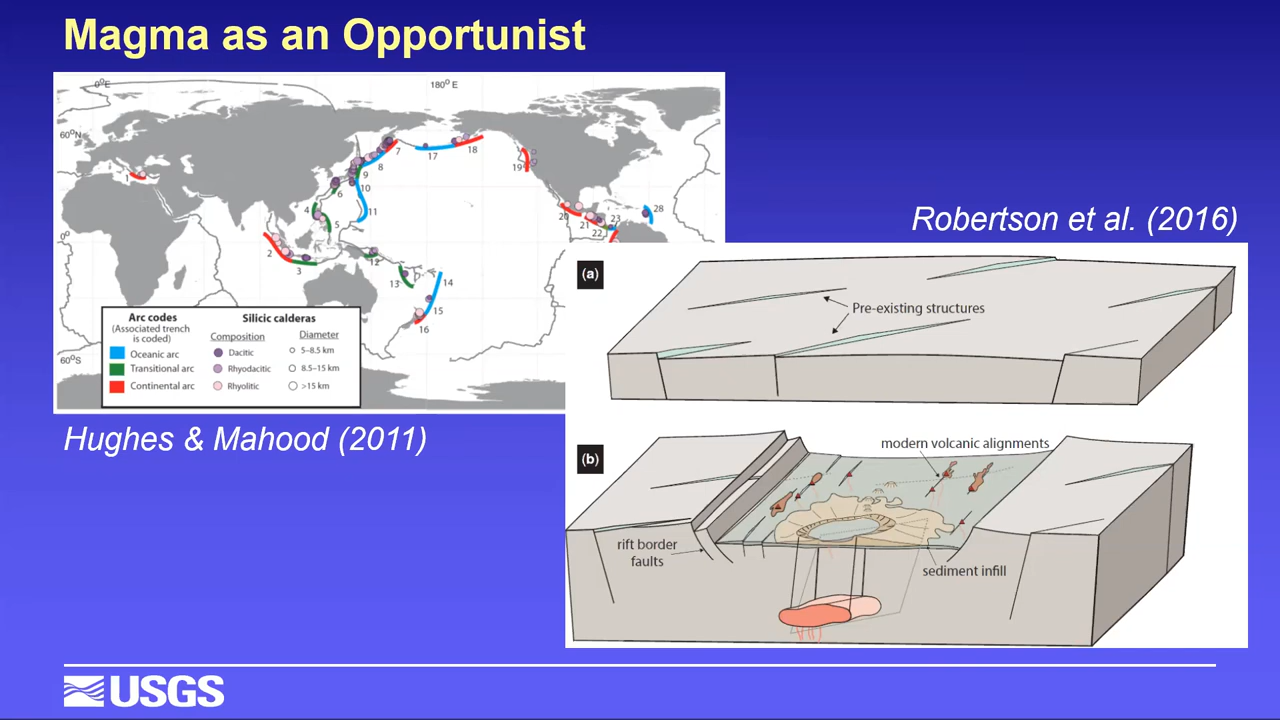 Magma as an Opportunist
0°E
180° E
60°N
0°
60°S
1
2
3
4
5
6
7
8
9
10
11
12
13
14
15
16
17
18
19
20
21
22
23
28
Arc codes
(Associated trench
is coded)
Oceanic arc
Transitional arc
Continental arc
Silicic calderas
Composition
Dacitic
Rhyodacitic
Rhyolitic
Diameter
5–8.5 km
8.5–15 km
>15 km
Hughes & Mahood (2011)
Robertson et al. (2016)
(a)
Pre-existing structures
(b)
modern volcanic alignments
rift border
faults
sediment infill
USGS